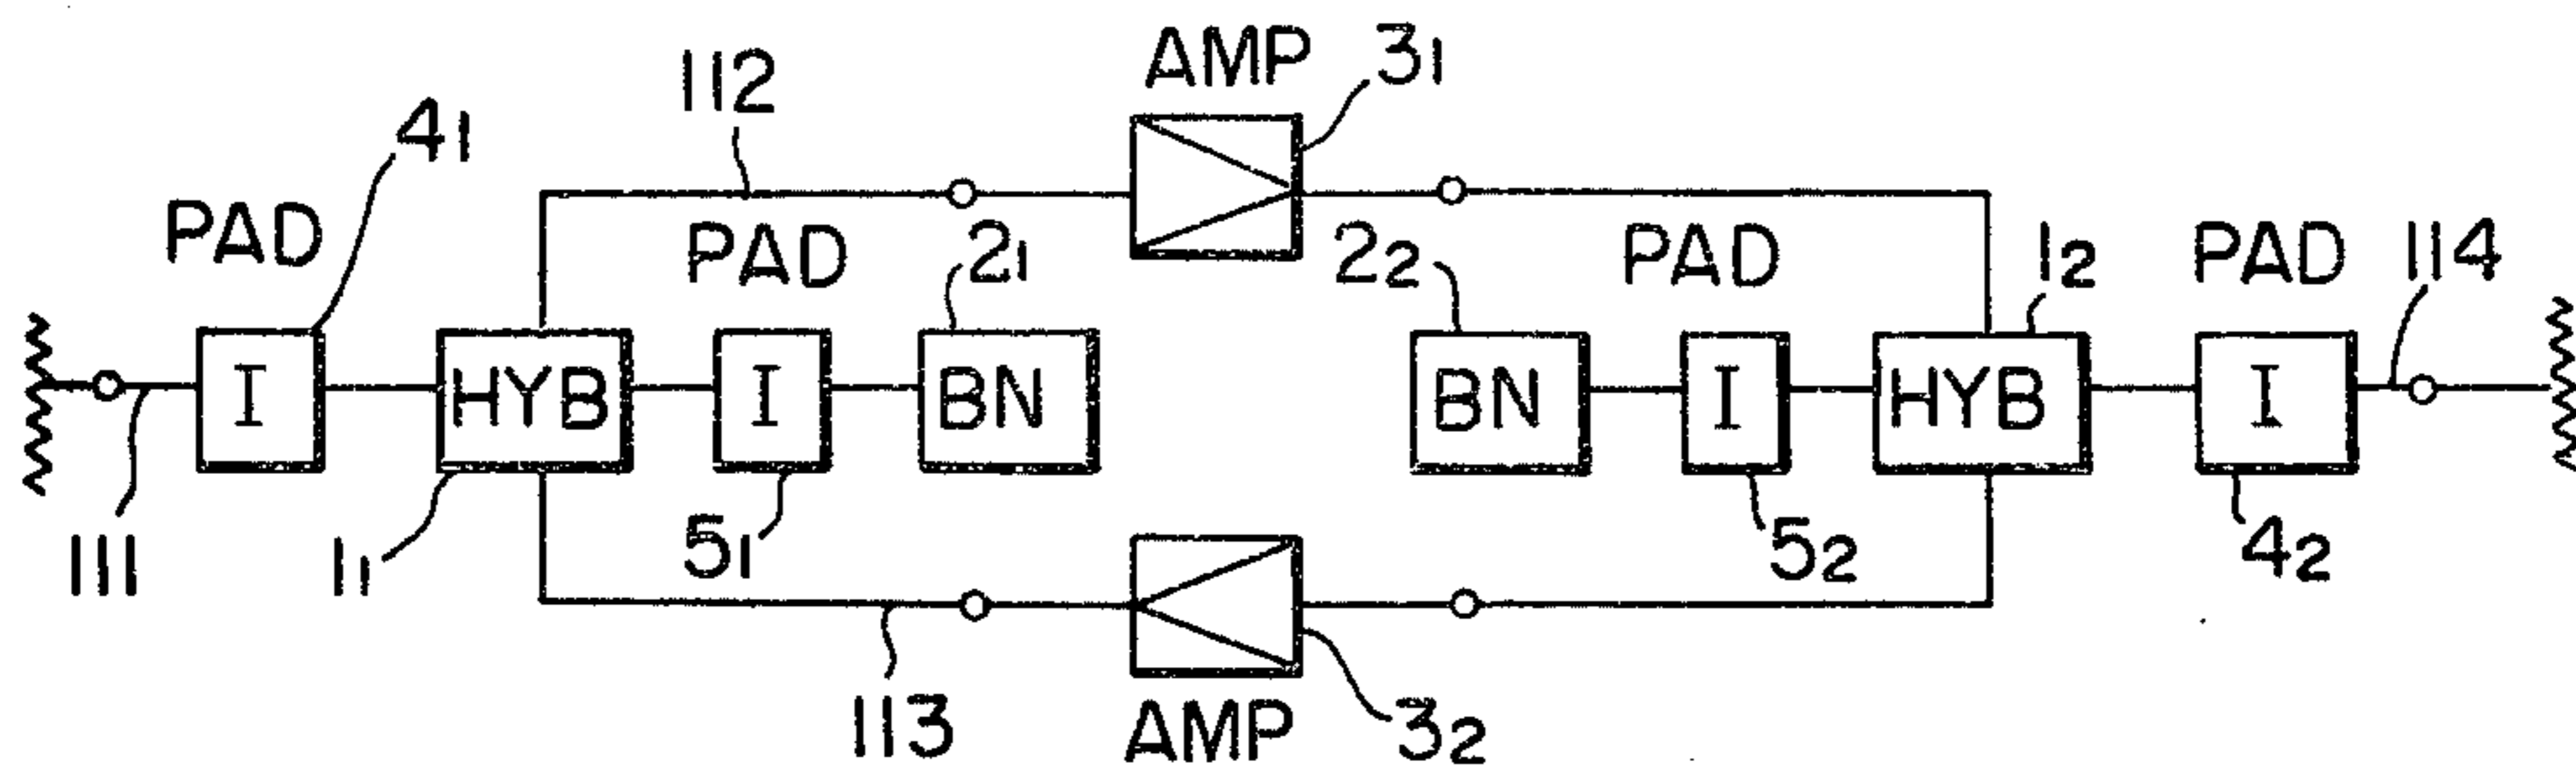 AMP 3₁
112
4₁
PAD PAD 2₁ 2₂ PAD 1₂ PAD 114
I HYB I BN BN I HYB I
111 1₁ 5₁ 5₂ 4₂
113 AMP 3₂